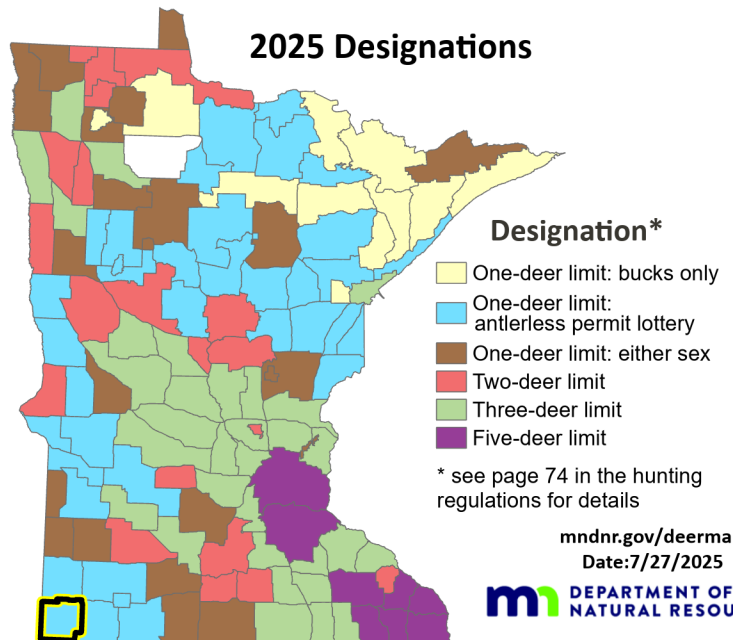 2025 Designations
Designation*
One-deer limit: bucks only
One-deer limit:
antlerless permit lottery
One-deer limit: either sex
Two-deer limit
Three-deer limit
Five-deer limit
* see page 74 in the hunting
regulations for details
mndnr.gov/deerma
Date:7/27/2025
mn DEPARTMENT OF
NATURAL RESOU